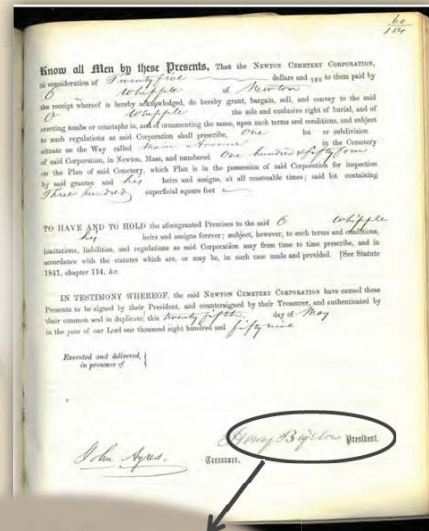 60
154
Know all Men by these Presents, That the NEWTON CEMETERY CORPORATION,
in consideration of Twenty five dollars and to them paid by
O Whipple of Newton
the receipt whereof is hereby acknowledged, do hereby grant, bargain, sell, and convey to the said
O Whipple the sole and exclusive right of burial, and of
erecting tombs or cenotaphs in, and of ornamenting the same, upon such terms and conditions, and subject
to such regulations as said Corporation shall prescribe, One lot or subdivision
situate on the Way called Main Avenue in the Cemetery
of said Corporation, in Newton, Mass, and numbered One hundred & fifty four
on the Plan of said Cemetery, which Plan is in the possession of said Corporation for inspection
by said grantee and his heirs and assigns, at all reasonable times; said lot containing
Three hundred superficial square feet
TO HAVE AND TO HOLD the aforegranted Premises to the said O Whipple
his heirs and assigns forever; subject, however, to such terms and conditions,
limitations, liabilities, and regulations as said Corporation may from time to time prescribe, and in
accordance with the statutes which are, or may be, in such case made and provided. [See Statute
1841, chapter 114, &c.
IN TESTIMONY WHEREOF, the said NEWTON CEMETERY CORPORATION have caused these
Presents to be signed by their President, and countersigned by their Treasurer, and authenticated by
their common seal in duplicate, this twenty fifth day of May
in the year of our Lord one thousand eight hundred and fifty nine
Executed and delivered,
in presence of
Henry Bigelow President.
John Ayres, Treasurer.